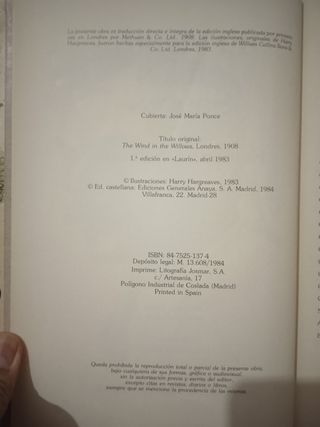 La presente obra es traducción directa e íntegra de la edición inglesa publicada por primera
vez en Londres por Methuen & Co. Ltd. 1908. Las ilustraciones, originales de Harry
Hargreaves, fueron hechas especialmente para la edición inglesa de William Collins Sons &
Co. Ltd. Londres, 1983.
Cubierta: José María Ponce
Título original:
The Wind in the Willows, Londres, 1908
1.ª edición en «Laurín», abril 1983
© Ilustraciones: Harry Hargreaves, 1983
© Ed. castellana: Ediciones Generales Anaya, S. A. Madrid, 1984
Villafranca, 22. Madrid-28
ISBN: 84-7525-137-4
Depósito legal: M. 13.608/1984
Imprime: Litografía Josmar, S.A.
c/ Artesanía, 17
Polígono Industrial de Coslada (Madrid)
Printed in Spain
Queda prohibida la reproducción total o parcial de la presente obra,
bajo cualquiera de sus formas, gráfica o audiovisual,
sin la autorización previa y escrita del editor,
excepto citas en revistas, diarios o libros,
siempre que se mencione la procedencia de las mismas.